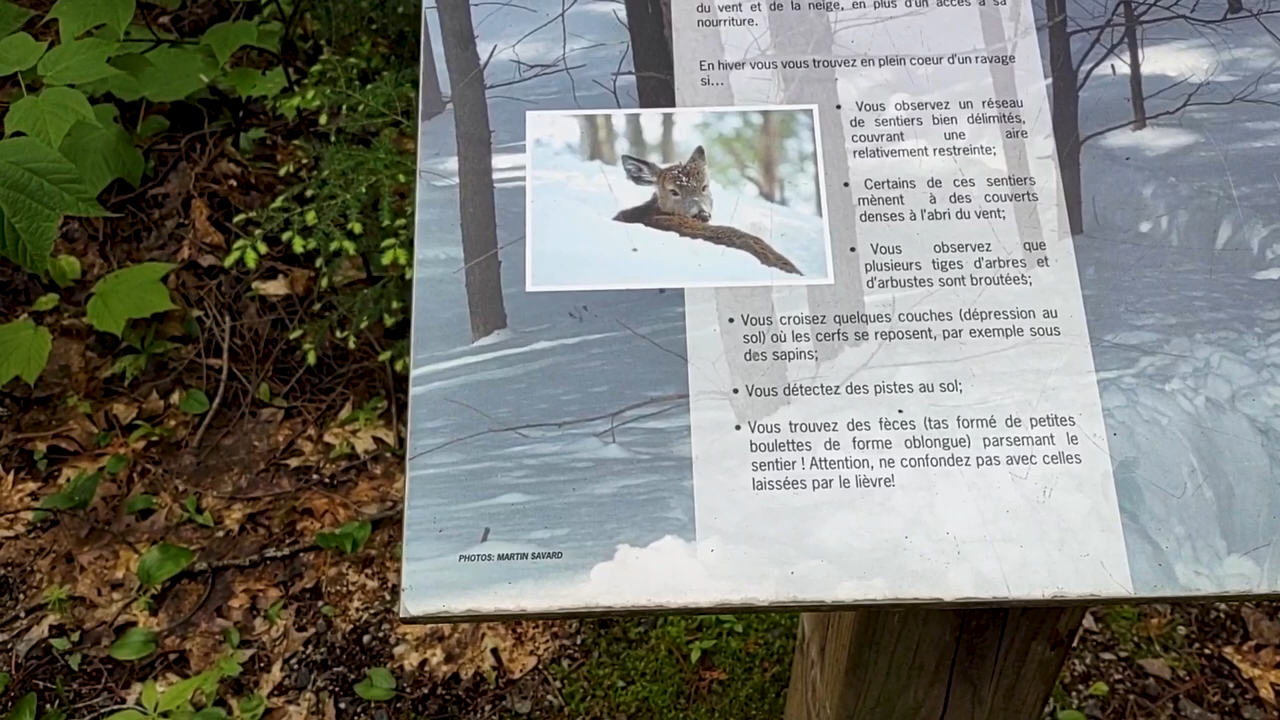 du vent et de la neige, en plus d'un accès à sa
nourriture.
En hiver vous vous trouvez en plein coeur d'un ravage
si...
• Vous observez un réseau
de sentiers bien délimités,
couvrant une aire
relativement restreinte;
• Certains de ces sentiers
mènent à des couverts
denses à l'abri du vent;
• Vous observez que
plusieurs tiges d'arbres et
d'arbustes sont broutées;
• Vous croisez quelques couches (dépression au
sol) où les cerfs se reposent, par exemple sous
des sapins;
• Vous détectez des pistes au sol;
• Vous trouvez des fèces (tas formé de petites
boulettes de forme oblongue) parsemant le
sentier ! Attention, ne confondez pas avec celles
laissées par le lièvre!
PHOTOS: MARTIN SAVARD